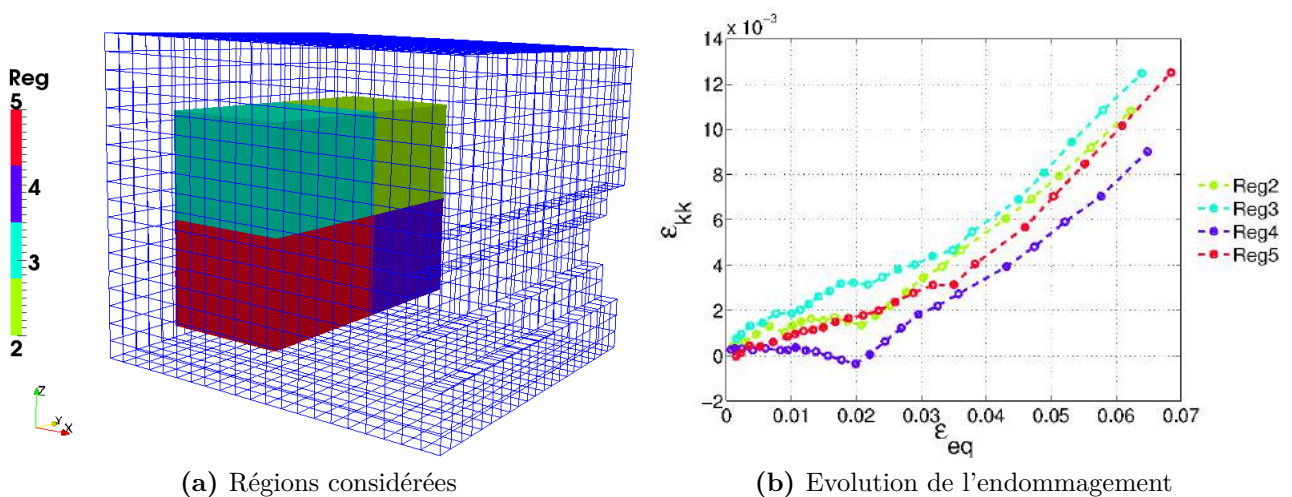 Reg
5
4
3
2
Z
Y
X
(a) Régions considérées
x 10⁻³
14
12
10
8
6
4
2
0
−2
ε_kk
0 0.01 0.02 0.03 0.04 0.05 0.06 0.07
ε_eq
Reg2
Reg3
Reg4
Reg5
(b) Evolution de l'endommagement